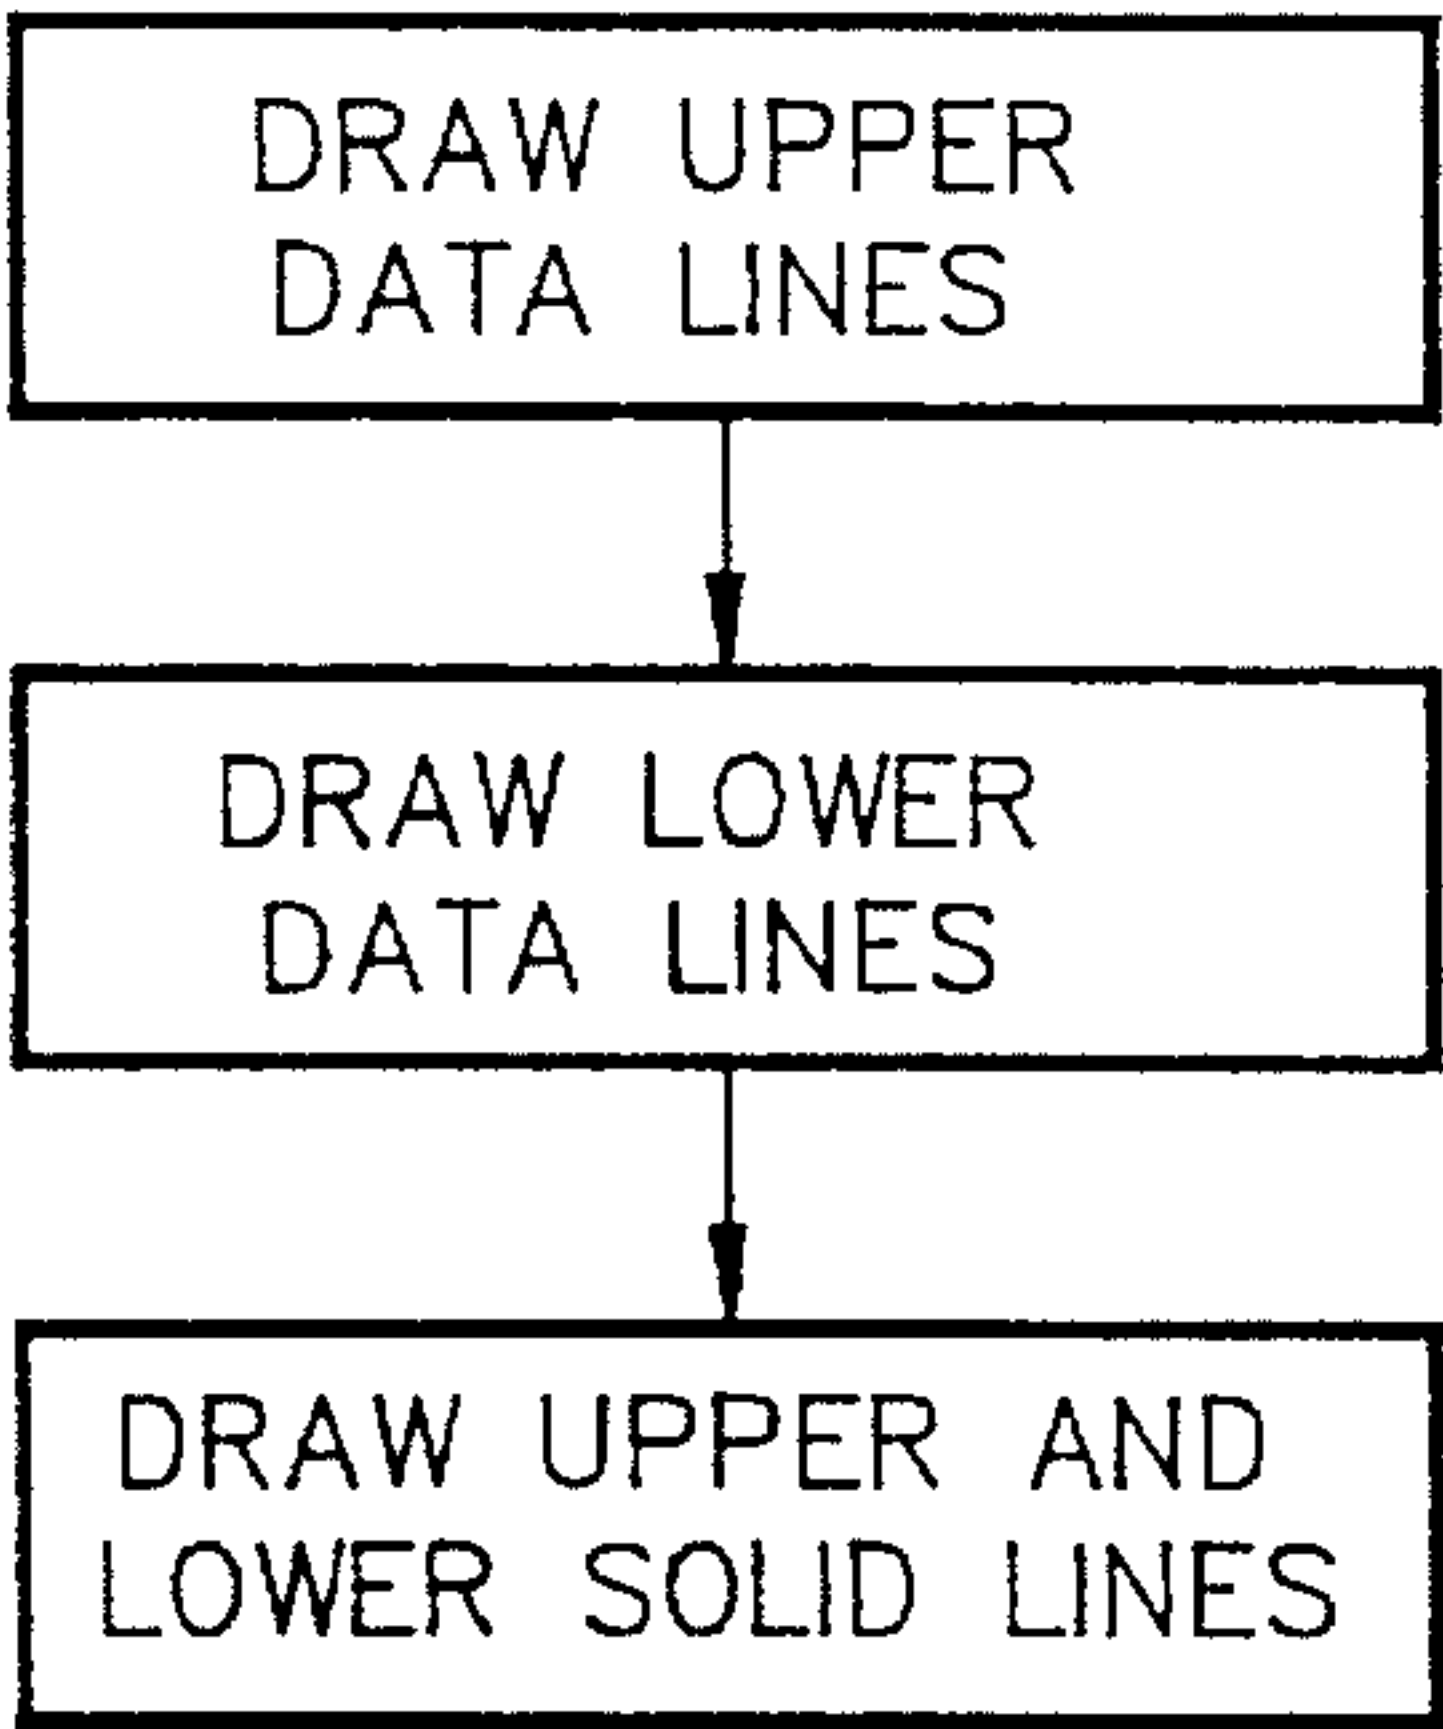 DRAW UPPER
DATA LINES
DRAW LOWER
DATA LINES
DRAW UPPER AND
LOWER SOLID LINES